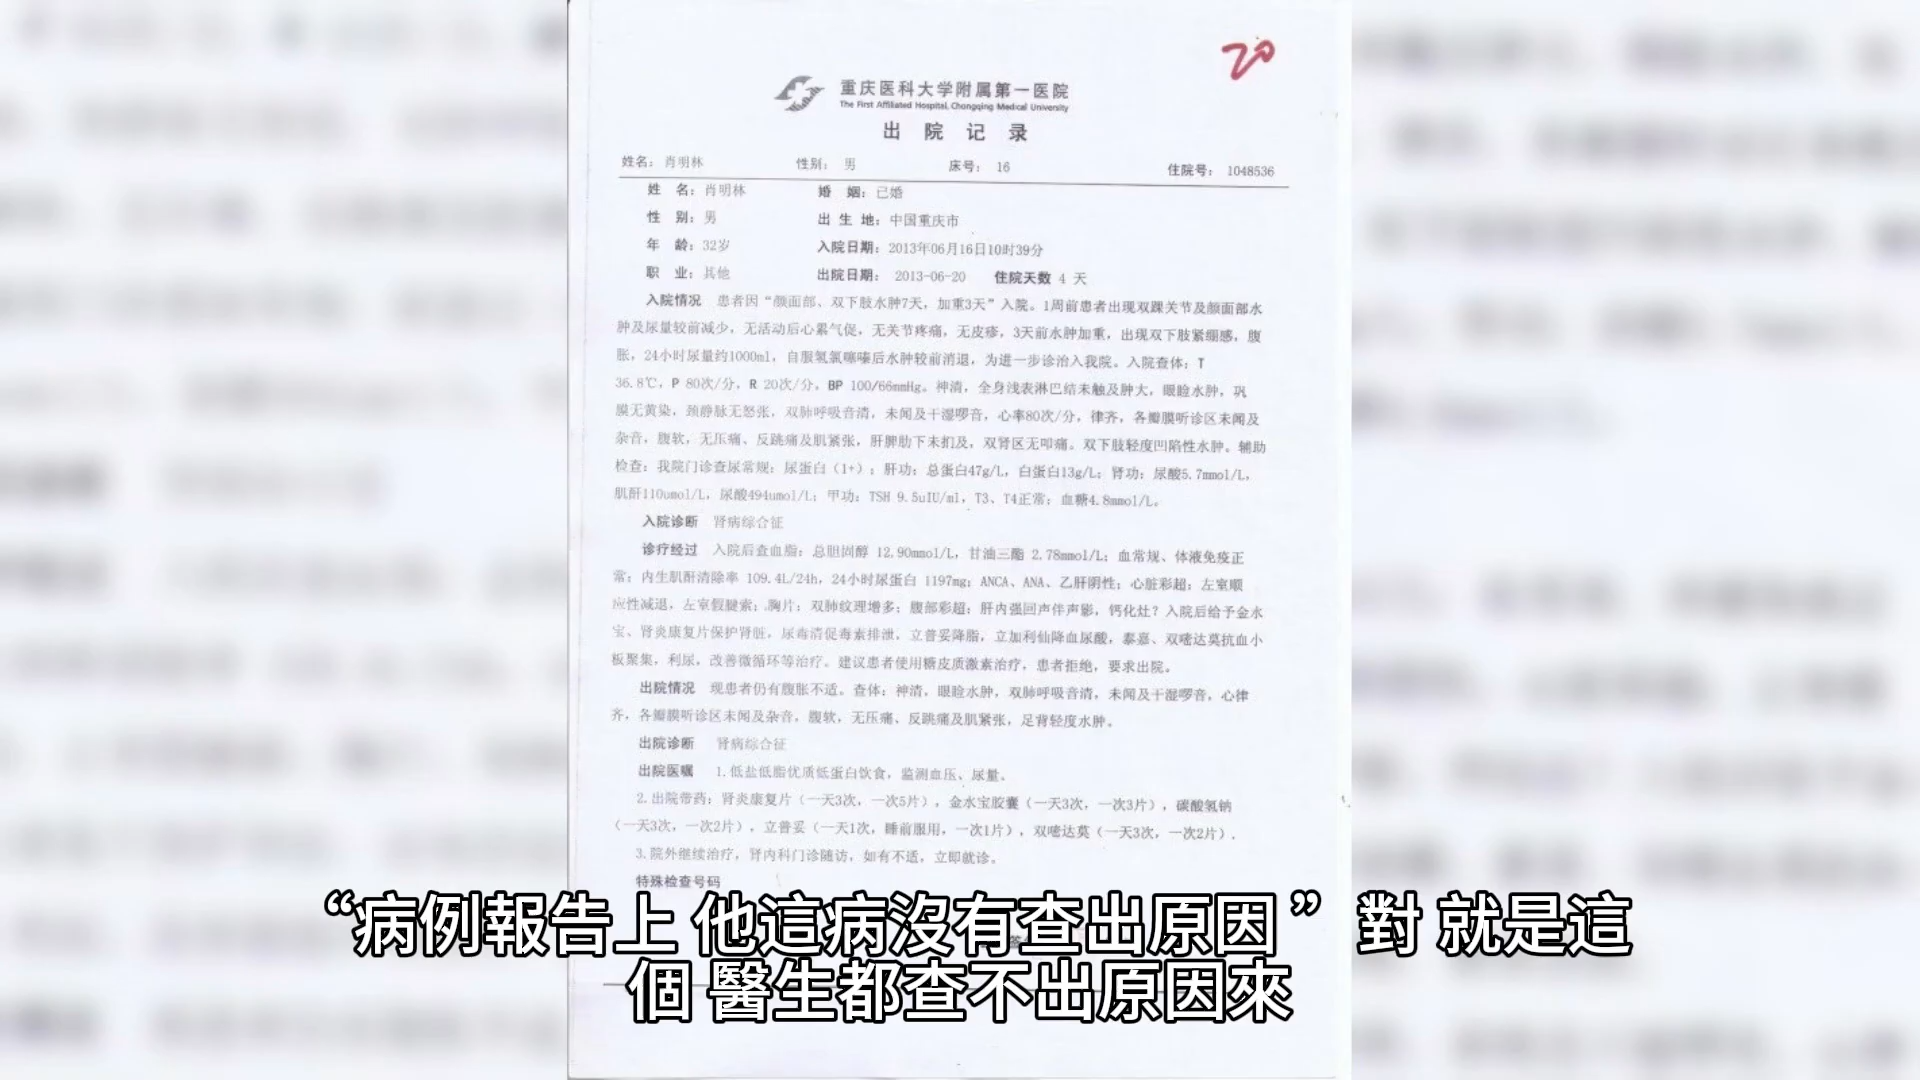 20
重庆医科大学附属第一医院
The First Affiliated Hospital, Chongqing Medical University
出 院 记 录
姓名：肖明林 性别：男 床号：16 住院号：1048536
姓 名：肖明林 婚 姻：已婚
性 别：男 出 生 地：中国重庆市
年 龄：32岁 入院日期：2013年06月16日10时39分
职 业：其他 出院日期：2013-06-20 住院天数 4 天
入院情况 患者因“颜面部、双下肢水肿7天，加重3天”入院。1周前患者出现双踝关节及颜面部水
肿及尿量较前减少，无活动后心累气促，无关节疼痛，无皮疹，3天前水肿加重，出现双下肢紧绷感，腹
胀，24小时尿量约1000ml，自服氢氯噻嗪后水肿较前消退，为进一步诊治入我院。入院查体：T
36.8℃，P 80次/分，R 20次/分，BP 100/66mmHg。神清，全身浅表淋巴结未触及肿大，眼睑水肿，巩
膜无黄染，颈静脉无怒张，双肺呼吸音清，未闻及干湿啰音，心率80次/分，律齐，各瓣膜听诊区未闻及
杂音，腹软，无压痛、反跳痛及肌紧张，肝脾肋下未扪及，双肾区无叩痛。双下肢轻度凹陷性水肿。辅助
检查：我院门诊查尿常规：尿蛋白（1+）；肝功：总蛋白47g/L，白蛋白13g/L；肾功：尿酸5.7mmol/L，
肌酐110umol/L，尿酸494umol/L；甲功：TSH 9.5uIU/ml，T3、T4正常；血糖4.8mmol/L。
入院诊断 肾病综合征
诊疗经过 入院后查血脂：总胆固醇 12.90mmol/L，甘油三酯 2.78mmol/L；血常规、体液免疫正
常；内生肌酐清除率 109.4L/24h，24小时尿蛋白 1197mg；ANCA、ANA、乙肝阴性；心脏彩超：左室顺
应性减退，左室假腱索；胸片：双肺纹理增多；腹部彩超：肝内强回声伴声影，钙化灶？入院后给予金水
宝、肾炎康复片保护肾脏，尿毒清促毒素排泄，立普妥降脂，立加利仙降血尿酸，泰嘉、双嘧达莫抗血小
板聚集，利尿，改善微循环等治疗。建议患者使用糖皮质激素治疗，患者拒绝，要求出院。
出院情况 现患者仍有腹胀不适。查体：神清，眼睑水肿，双肺呼吸音清，未闻及干湿啰音，心律
齐，各瓣膜听诊区未闻及杂音，腹软，无压痛、反跳痛及肌紧张，足背轻度水肿。
出院诊断 肾病综合征
出院医嘱 1.低盐低脂优质低蛋白饮食，监测血压、尿量。
2.出院带药：肾炎康复片（一天3次，一次5片），金水宝胶囊（一天3次，一次3片），碳酸氢钠
（一天3次，一次2片），立普妥（一天1次，睡前服用，一次1片），双嘧达莫（一天3次，一次2片）.
3.院外继续治疗，肾内科门诊随访，如有不适，立即就诊。
特殊检查号码
“病例報告上 他這病沒有查出原因” 對 就是這
個 醫生都查不出原因來